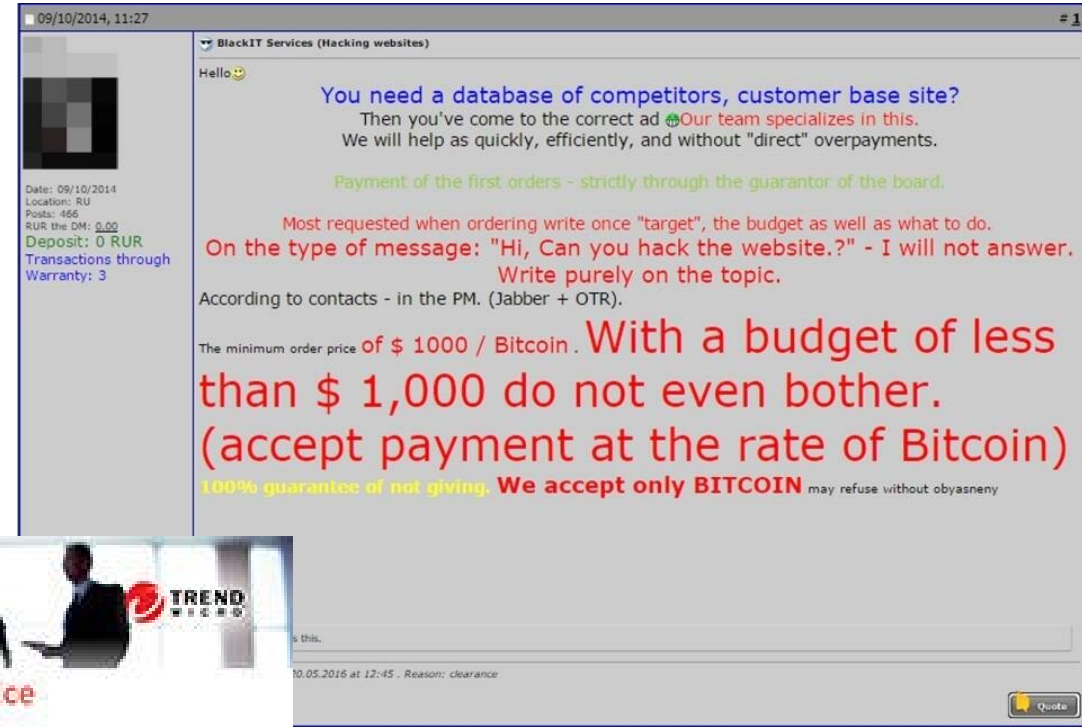 09/10/2014, 11:27
# 1
BlackIT Services (Hacking websites)
Hello
You need a database of competitors, customer base site?
Then you've come to the correct ad Our team specializes in this.
We will help as quickly, efficiently, and without "direct" overpayments.
Payment of the first orders - strictly through the guarantor of the board.
Most requested when ordering write once "target", the budget as well as what to do.
On the type of message: "Hi, Can you hack the website.?" - I will not answer.
Write purely on the topic.
According to contacts - in the PM. (Jabber + OTR).
The minimum order price of $ 1000 / Bitcoin . With a budget of less
than $ 1,000 do not even bother.
(accept payment at the rate of Bitcoin)
100% guarantee of not giving. We accept only BITCOIN may refuse without obyasneny
Date: 09/10/2014
Location: RU
Posts: 466
RUR the DM: 0.00
Deposit: 0 RUR
Transactions through
Warranty: 3
TREND
MICRO
s this.
20.05.2016 at 12:45 . Reason: clearance
ce
Quote